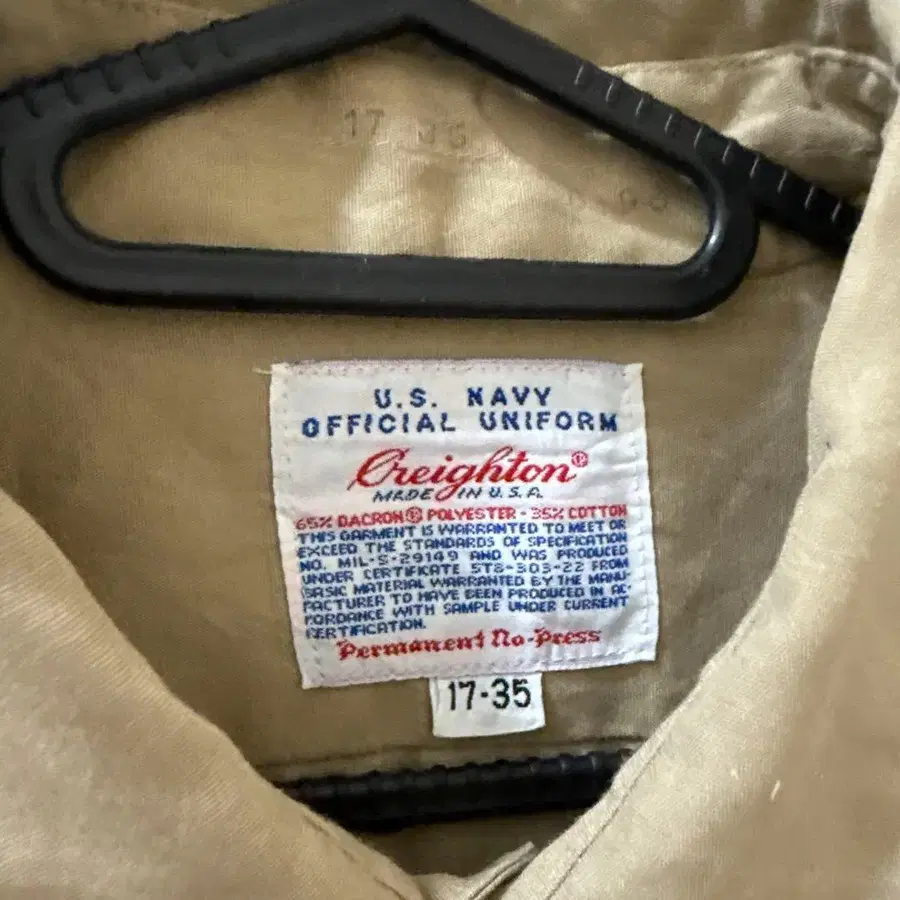 17 35
U.S. NAVY
OFFICIAL UNIFORM
Creighton®
MADE IN U.S.A.
65% DACRON® POLYESTER - 35% COTTON
THIS GARMENT IS WARRANTED TO MEET OR
EXCEED THE STANDARDS OF SPECIFICATION
NO. MIL-S-29149 AND WAS PRODUCED
UNDER CERTIFICATE STB-303-22 FROM
BASIC MATERIAL WARRANTED BY THE MANU-
FACTURER TO HAVE BEEN PRODUCED IN AC-
CORDANCE WITH SAMPLE UNDER CURRENT
CERTIFICATION.
Permanent No-Press
17-35